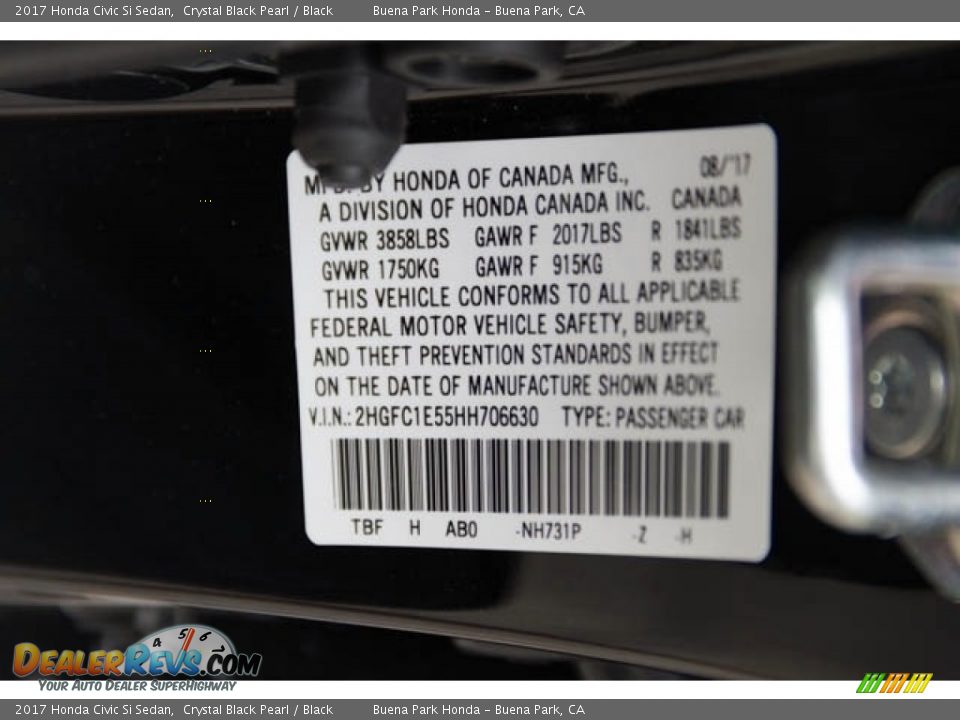 2017 Honda Civic Si Sedan, Crystal Black Pearl / Black Buena Park Honda - Buena Park, CA
08/'17
MFD. BY HONDA OF CANADA MFG.,
A DIVISION OF HONDA CANADA INC. CANADA
GVWR 3858LBS GAWR F 2017LBS R 1841LBS
GVWR 1750KG GAWR F 915KG R 835KG
THIS VEHICLE CONFORMS TO ALL APPLICABLE
FEDERAL MOTOR VEHICLE SAFETY, BUMPER,
AND THEFT PREVENTION STANDARDS IN EFFECT
ON THE DATE OF MANUFACTURE SHOWN ABOVE.
V.I.N.: 2HGFC1E55HH706630 TYPE: PASSENGER CAR
TBF H AB0 -NH731P -Z -H
4 5 6
DEALERREVS.COM
YOUR AUTO DEALER SUPERHIGHWAY
2017 Honda Civic Si Sedan, Crystal Black Pearl / Black Buena Park Honda - Buena Park, CA